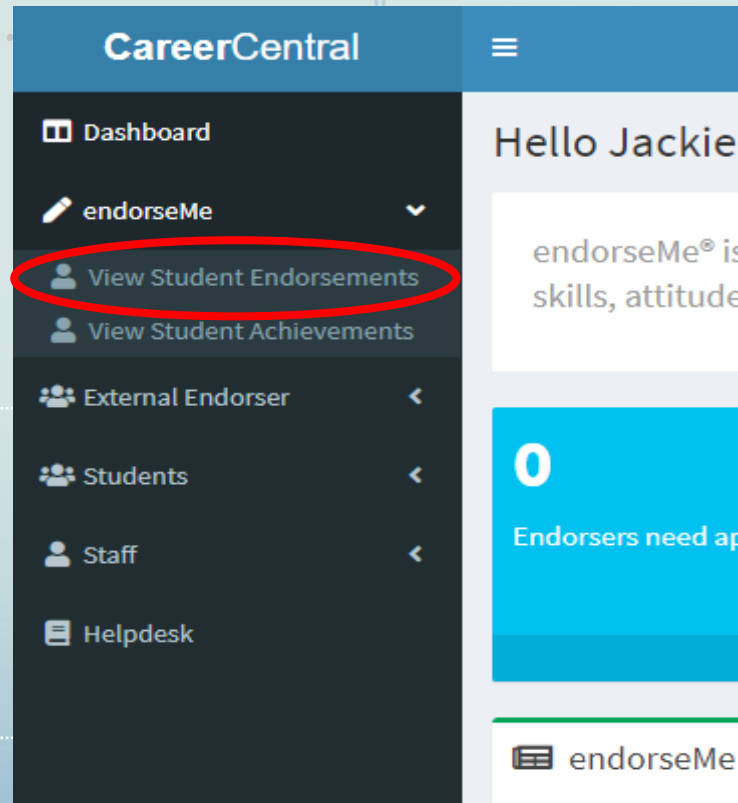 CareerCentral
Dashboard
endorseMe
View Student Endorsements
View Student Achievements
External Endorser
Students
Staff
Helpdesk
Hello Jackie
endorseMe® is
skills, attitude
0
Endorsers need ap
endorseMe